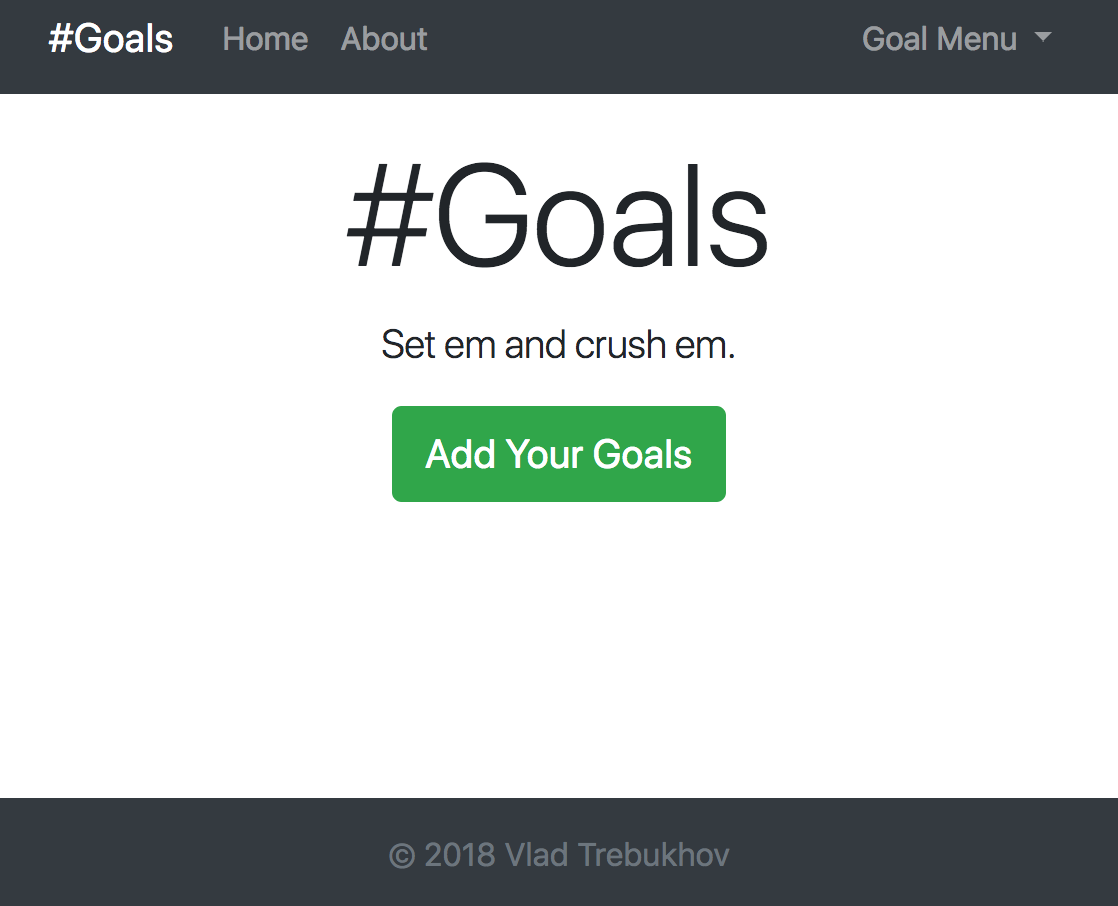 #Goals Home About Goal Menu
#Goals
Set em and crush em.
Add Your Goals
© 2018 Vlad Trebukhov